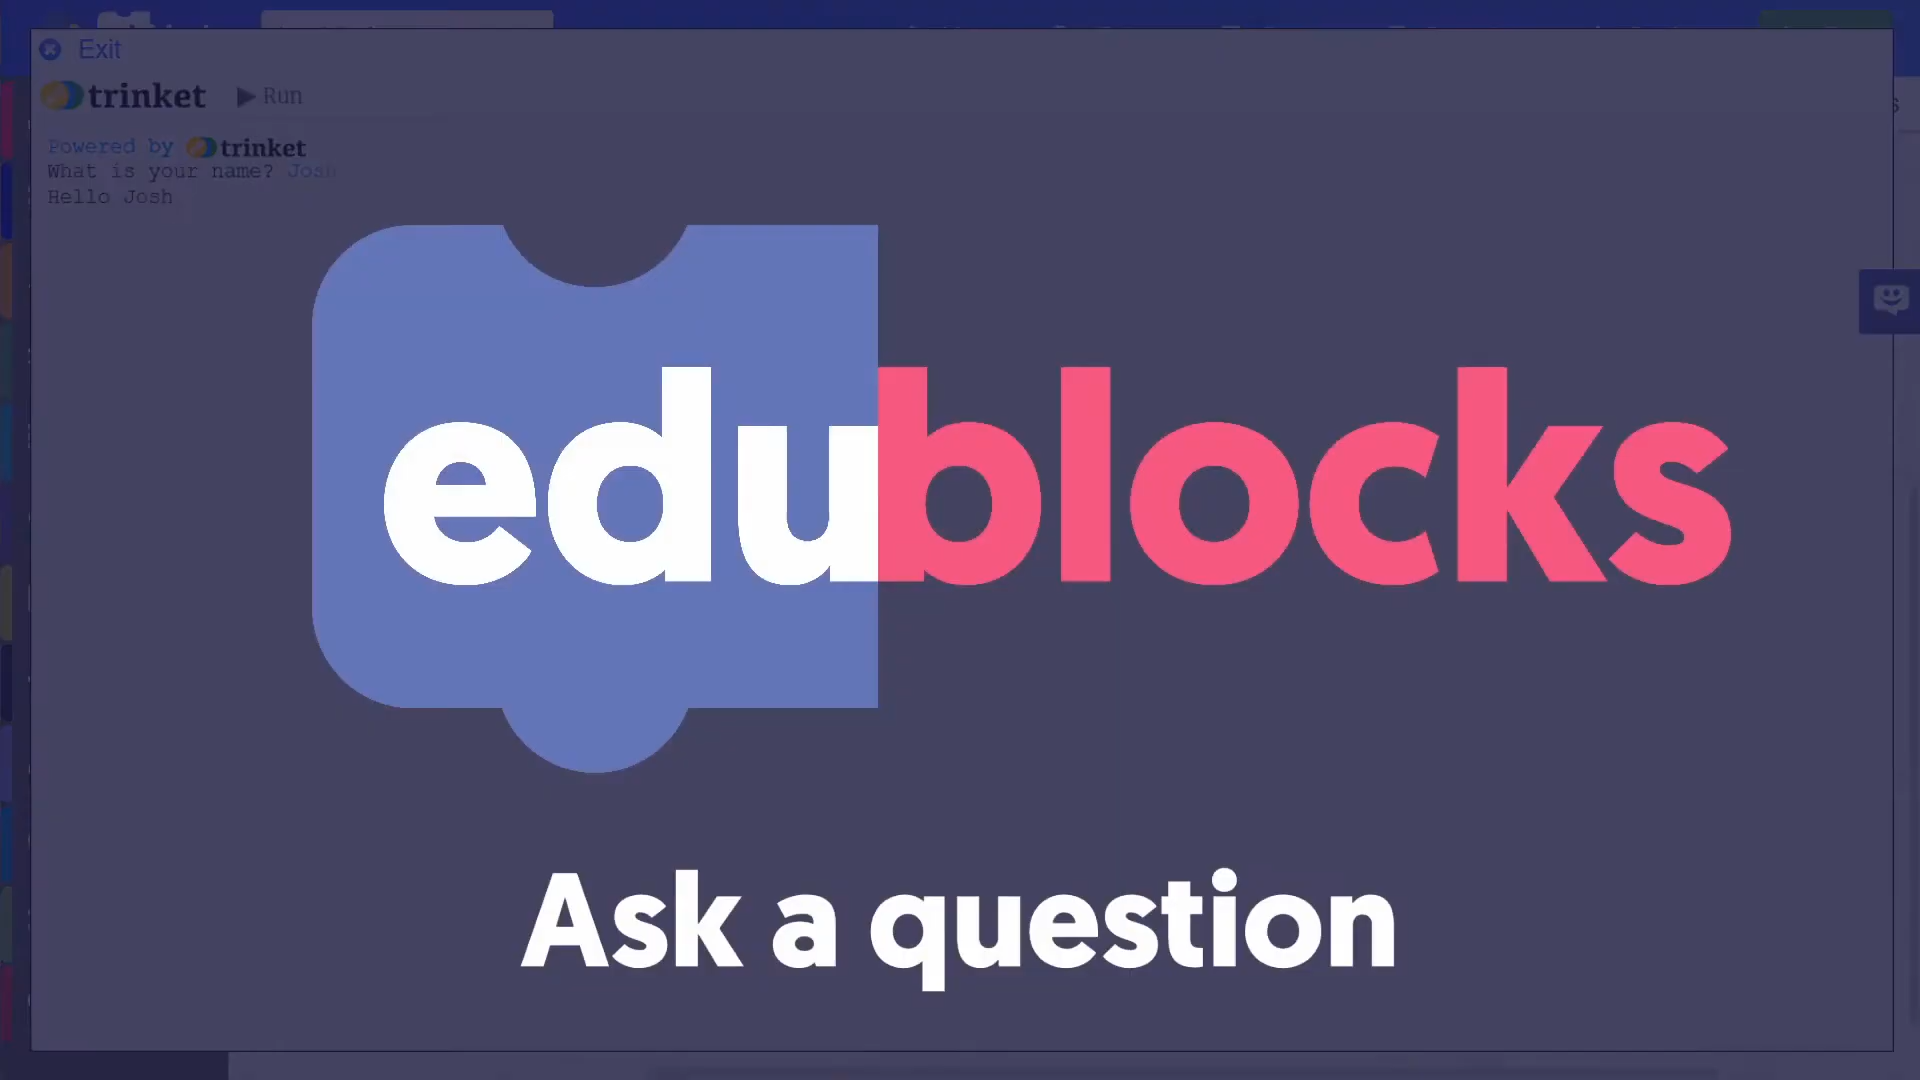 Exit
trinket Run
Powered by trinket
What is your name? Josh
Hello Josh
edublocks
Ask a question